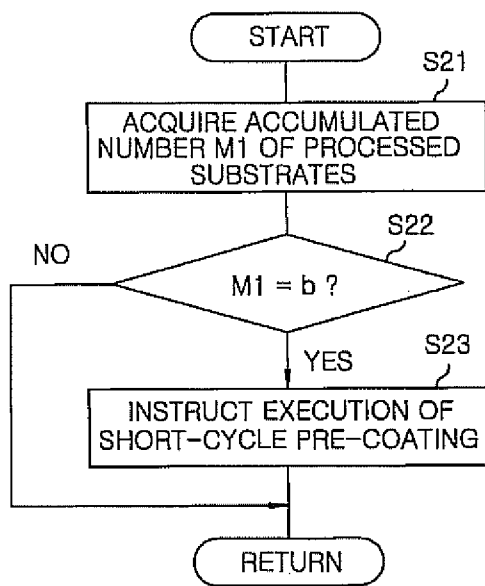 START
S21
ACQUIRE ACCUMULATED
NUMBER M1 OF PROCESSED
SUBSTRATES
S22
NO
M1 = b ?
YES
S23
INSTRUCT EXECUTION OF
SHORT-CYCLE PRE-COATING
RETURN